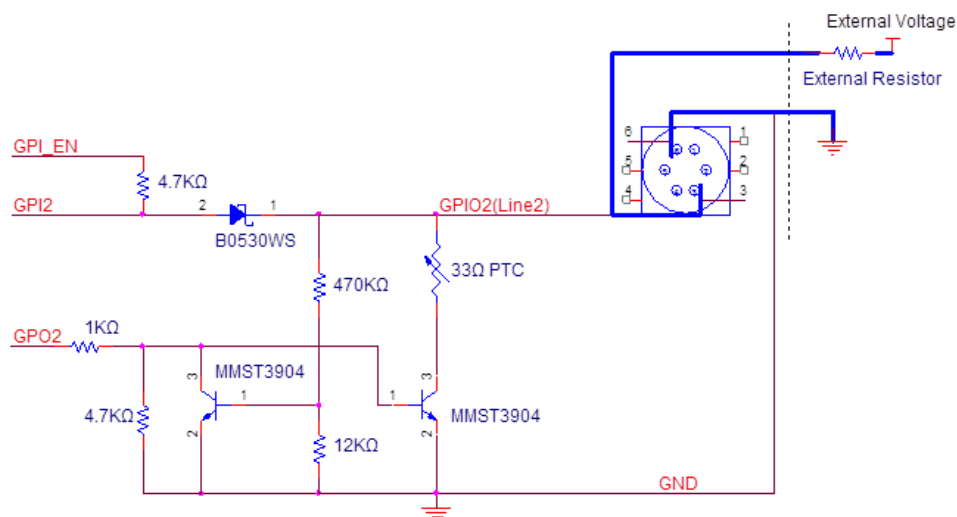 External Voltage
External Resistor
GPI_EN
6
1
4.7KΩ
5
2
GPI2
2
1
GPIO2(Line2)
4
3
B0530WS
33Ω PTC
470KΩ
GPO2
1KΩ
3
MMST3904
1
1
3
MMST3904
4.7KΩ
2
2
12KΩ
GND